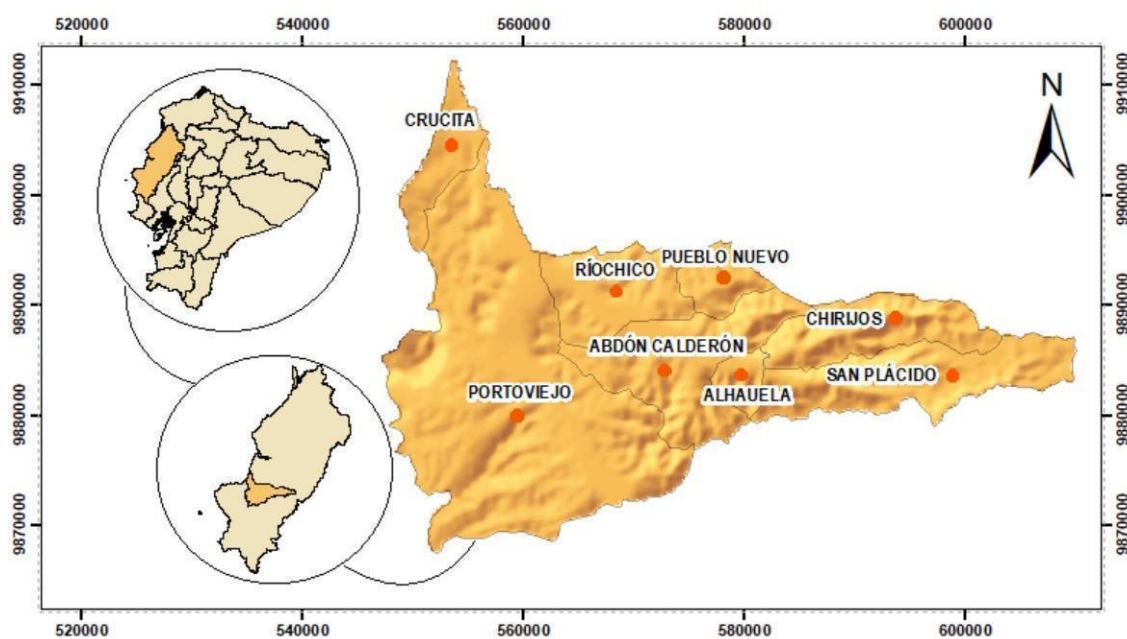 520000 540000 560000 580000 600000
9910000 9910000
9900000 9900000
9890000 9890000
9880000 9880000
9870000 9870000
N
CRUCITA
PUEBLO NUEVO
RÍOCHICO
CHIRIJOS
ABDÓN CALDERÓN
SAN PLÁCIDO
PORTOVIEJO
ALHAUELA
520000 540000 560000 580000 600000